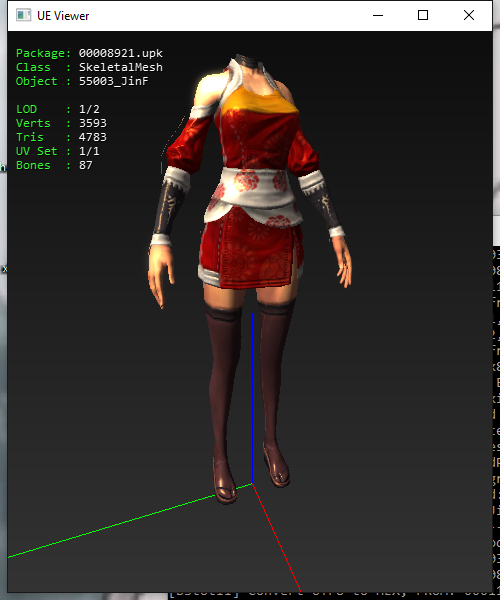 UE Viewer
Package: 00008921.upk
Class : SkeletalMesh
Object : 55003_JinF
LOD : 1/2
Verts : 3593
Tris : 4783
UV Set : 1/1
Bones : 87